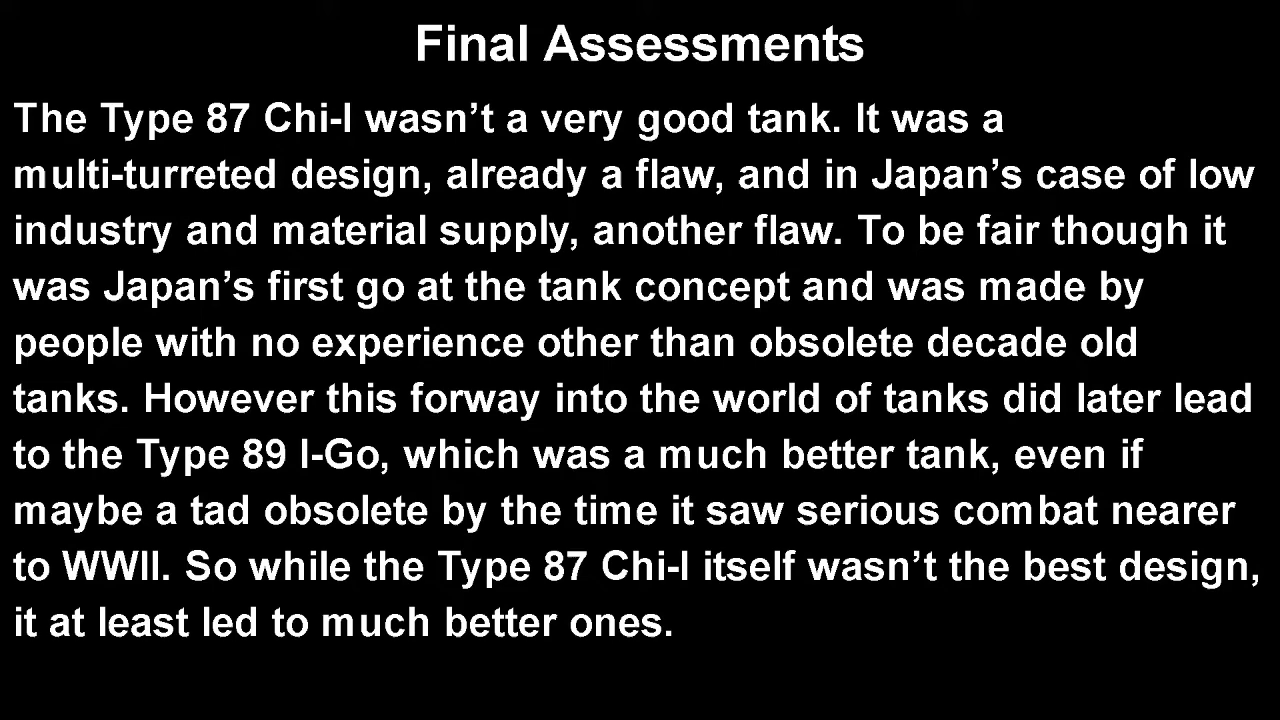 Final Assessments
The Type 87 Chi-I wasn’t a very good tank. It was a
multi-turreted design, already a flaw, and in Japan’s case of low
industry and material supply, another flaw. To be fair though it
was Japan’s first go at the tank concept and was made by
people with no experience other than obsolete decade old
tanks. However this forway into the world of tanks did later lead
to the Type 89 I-Go, which was a much better tank, even if
maybe a tad obsolete by the time it saw serious combat nearer
to WWII. So while the Type 87 Chi-I itself wasn’t the best design,
it at least led to much better ones.